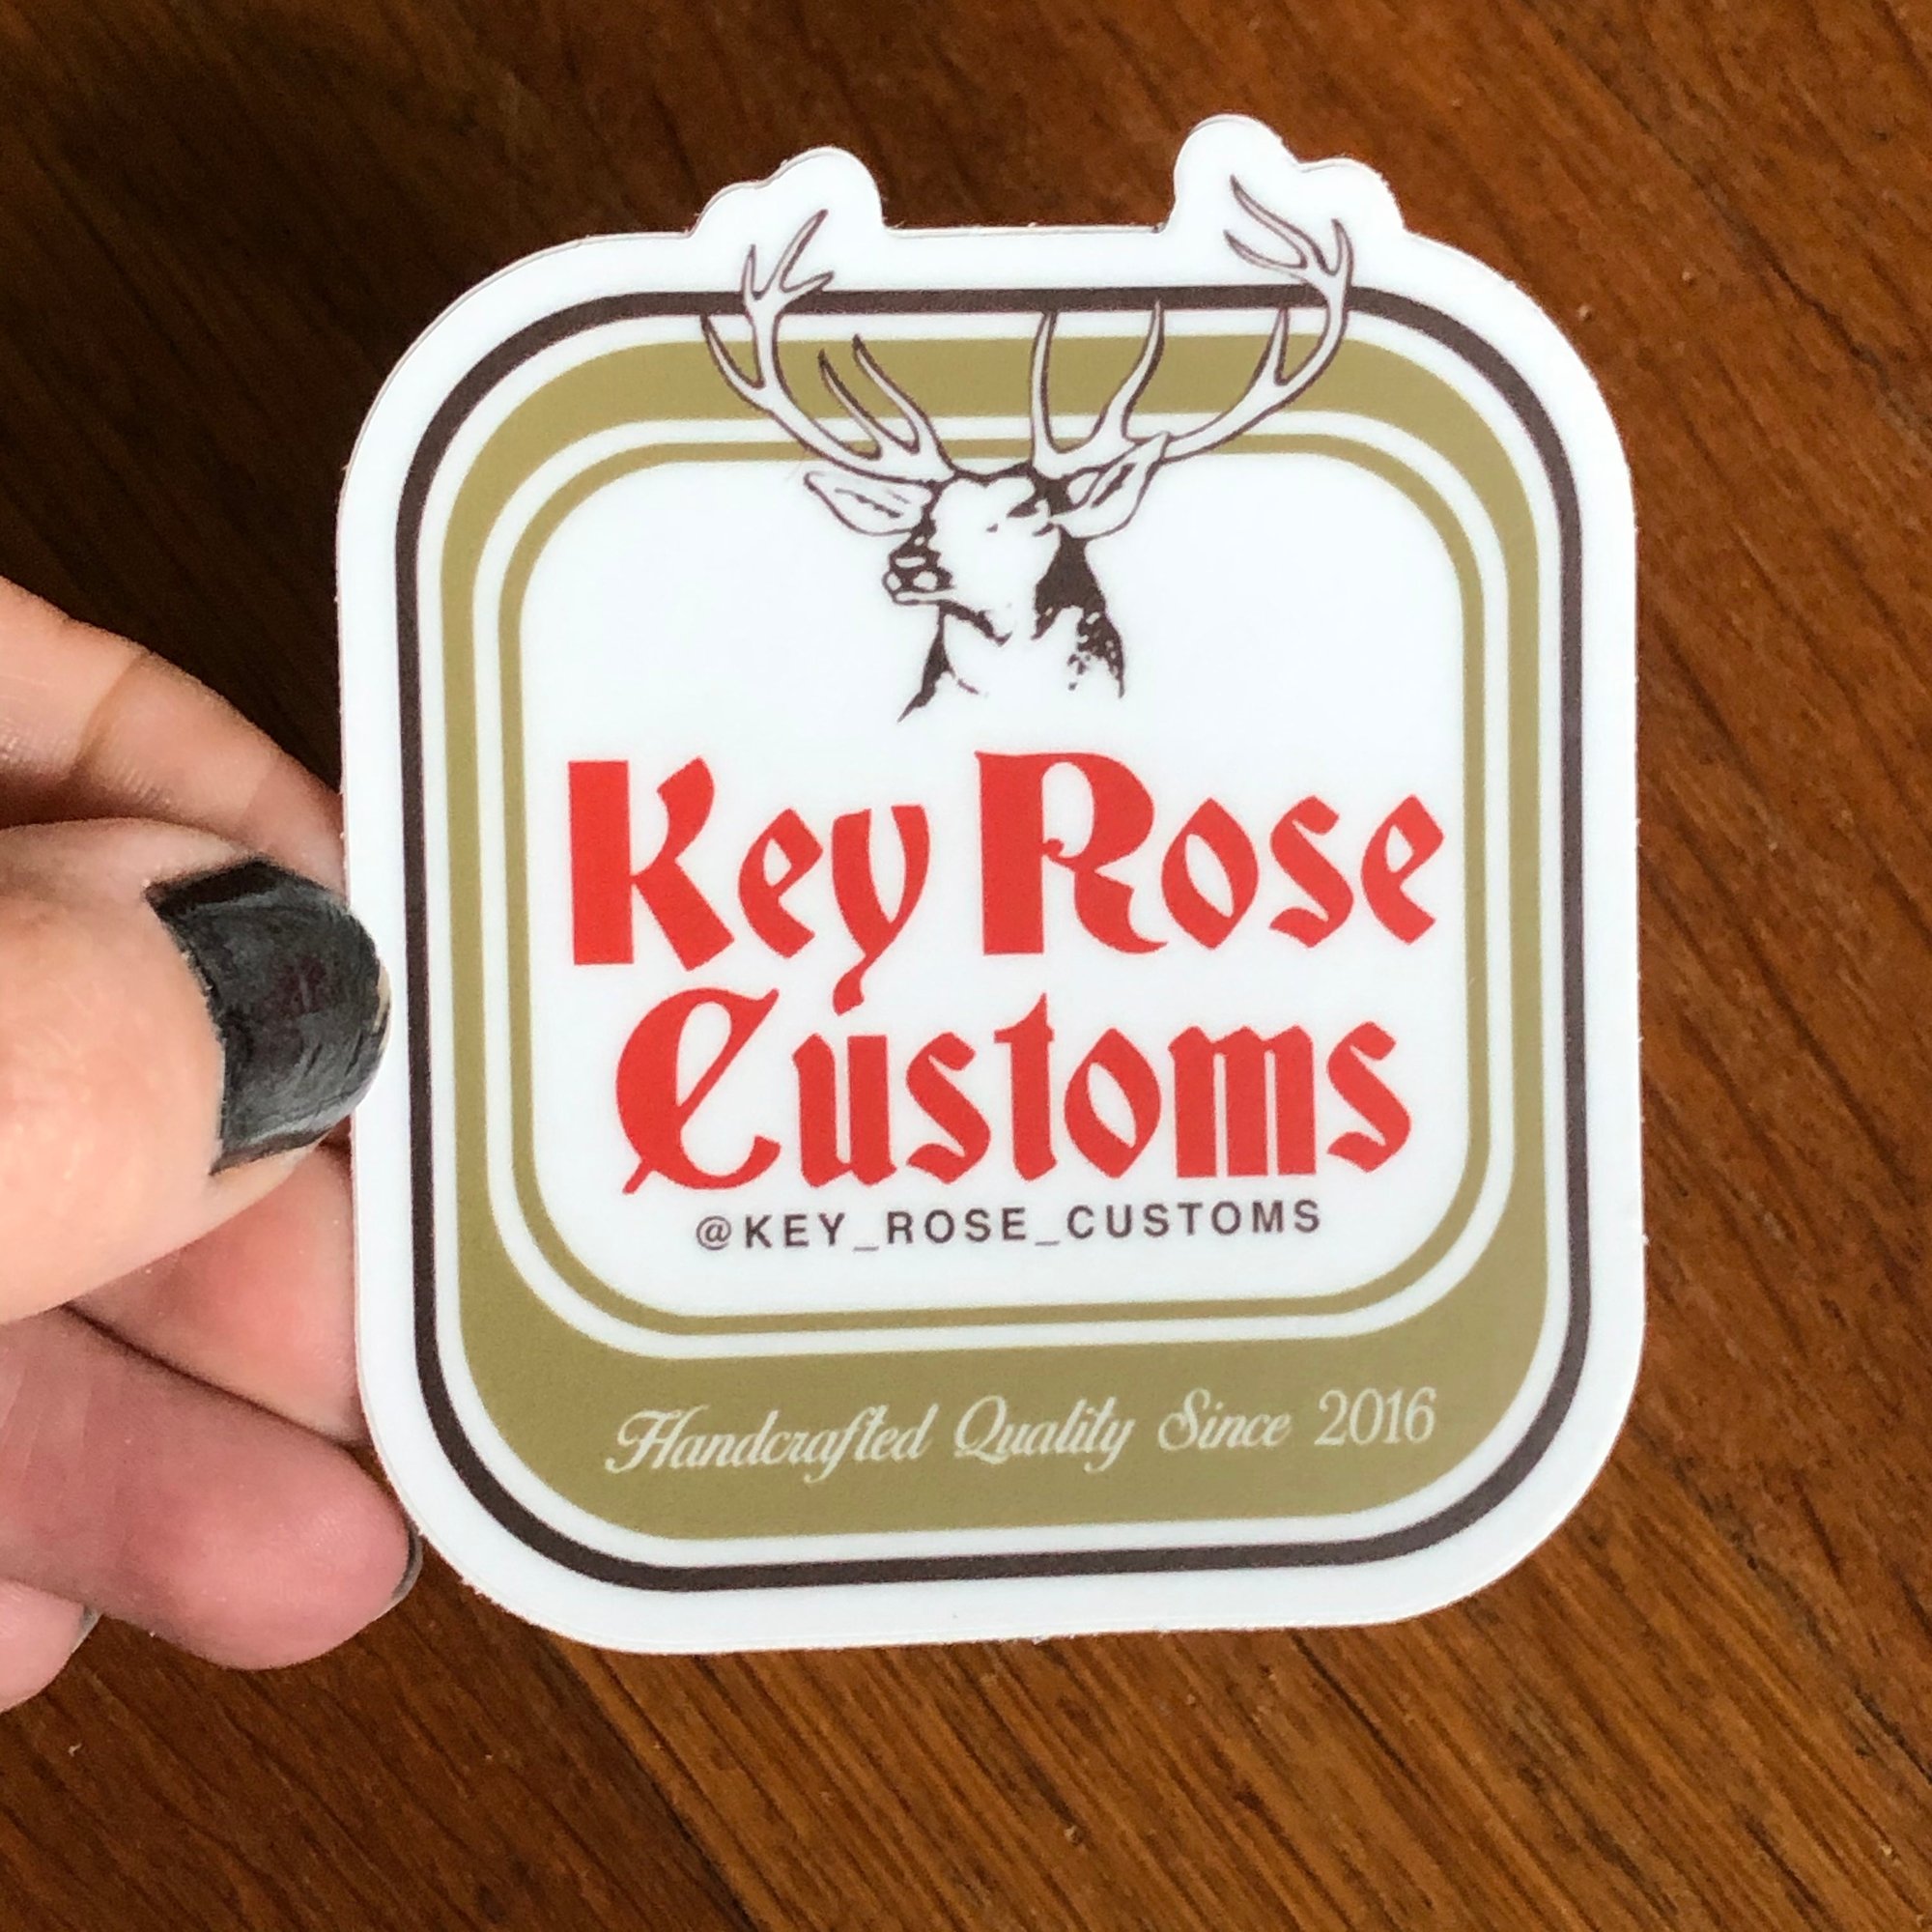 Key Rose
Customs
@KEY_ROSE_CUSTOMS
Handcrafted Quality Since 2016